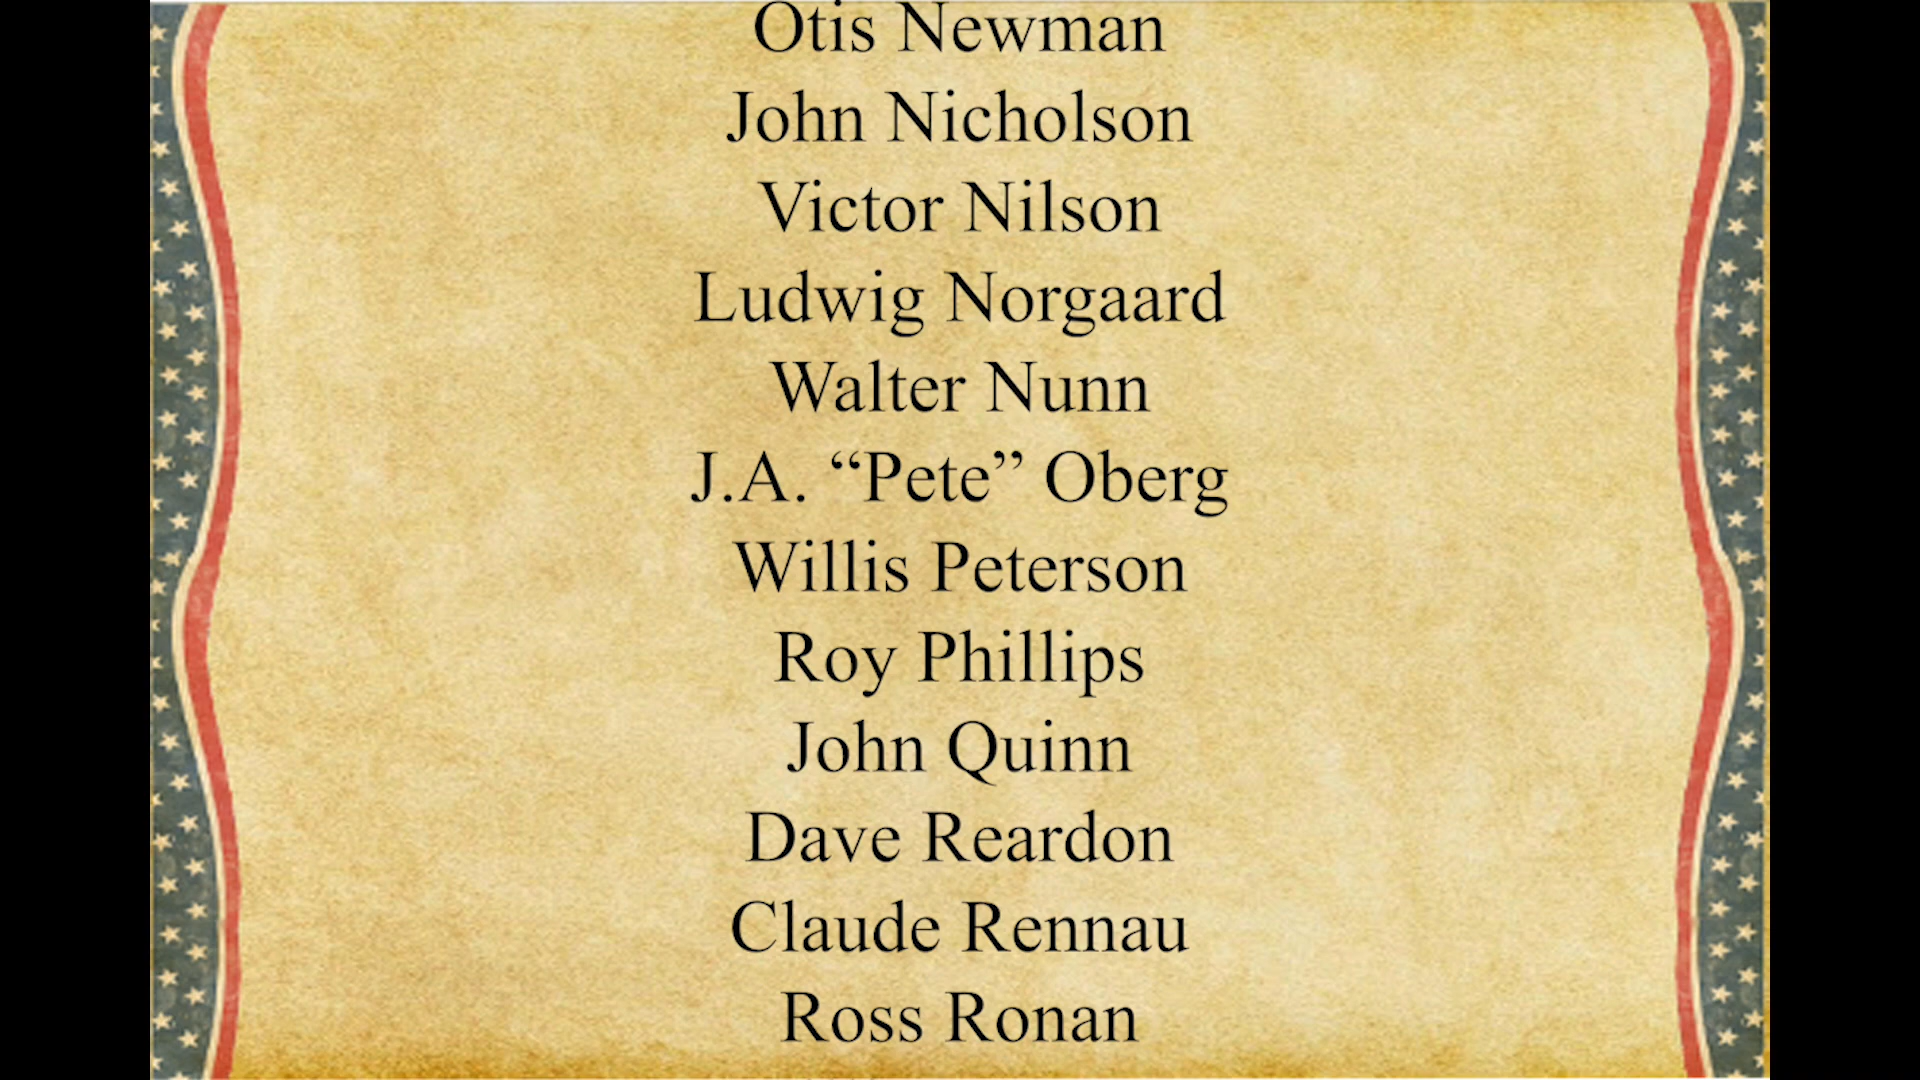 Otis Newman
John Nicholson
Victor Nilson
Ludwig Norgaard
Walter Nunn
J.A. “Pete” Oberg
Willis Peterson
Roy Phillips
John Quinn
Dave Reardon
Claude Rennau
Ross Ronan